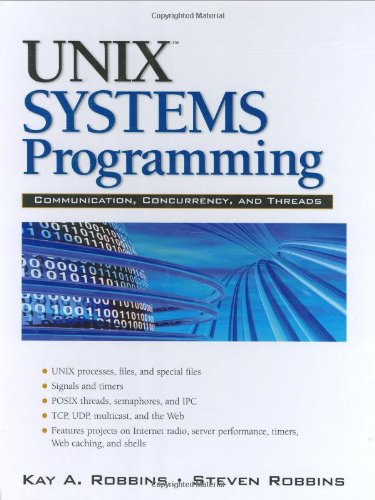 UNIX™
SYSTEMS
Programming
COMMUNICATION, CONCURRENCY, AND THREADS
• UNIX processes, files, and special files
• Signals and timers
• POSIX threads, semaphores, and IPC
• TCP, UDP, multicast, and the Web
• Features projects on Internet radio, server performance, timers,
Web caching, and shells
KAY A. ROBBINS • STEVEN ROBBINS